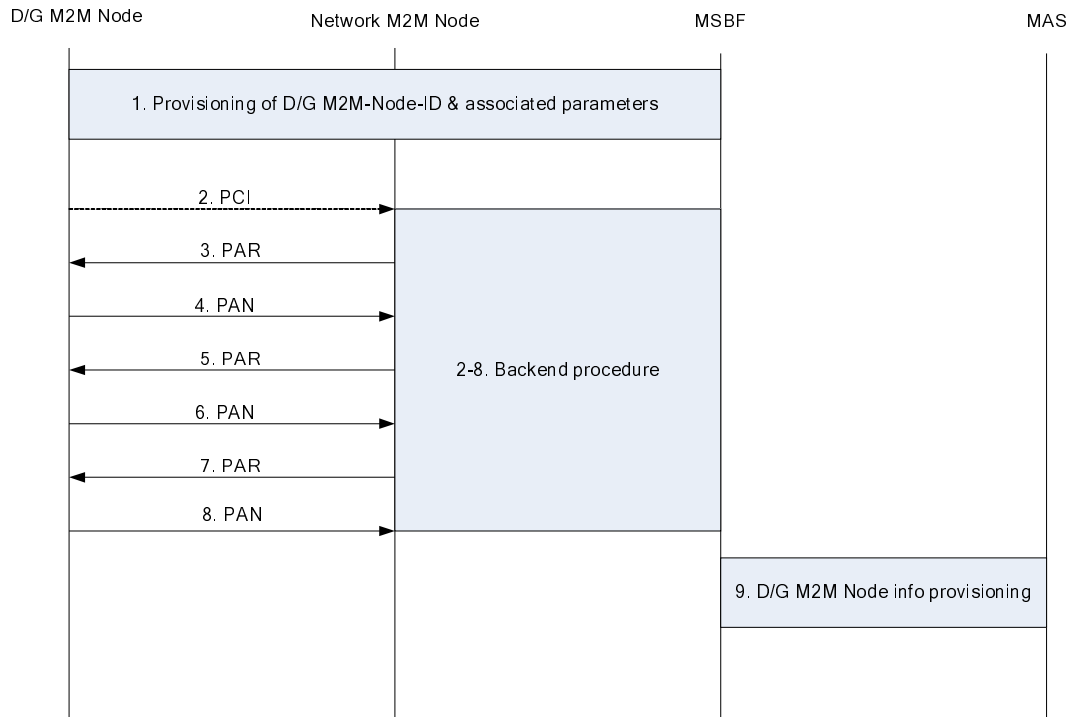 D/G M2M Node
Network M2M Node
MSBF
MAS
1. Provisioning of D/G M2M-Node-ID & associated parameters
2. PCI
3. PAR
4. PAN
5. PAR
2-8. Backend procedure
6. PAN
7. PAR
8. PAN
9. D/G M2M Node info provisioning